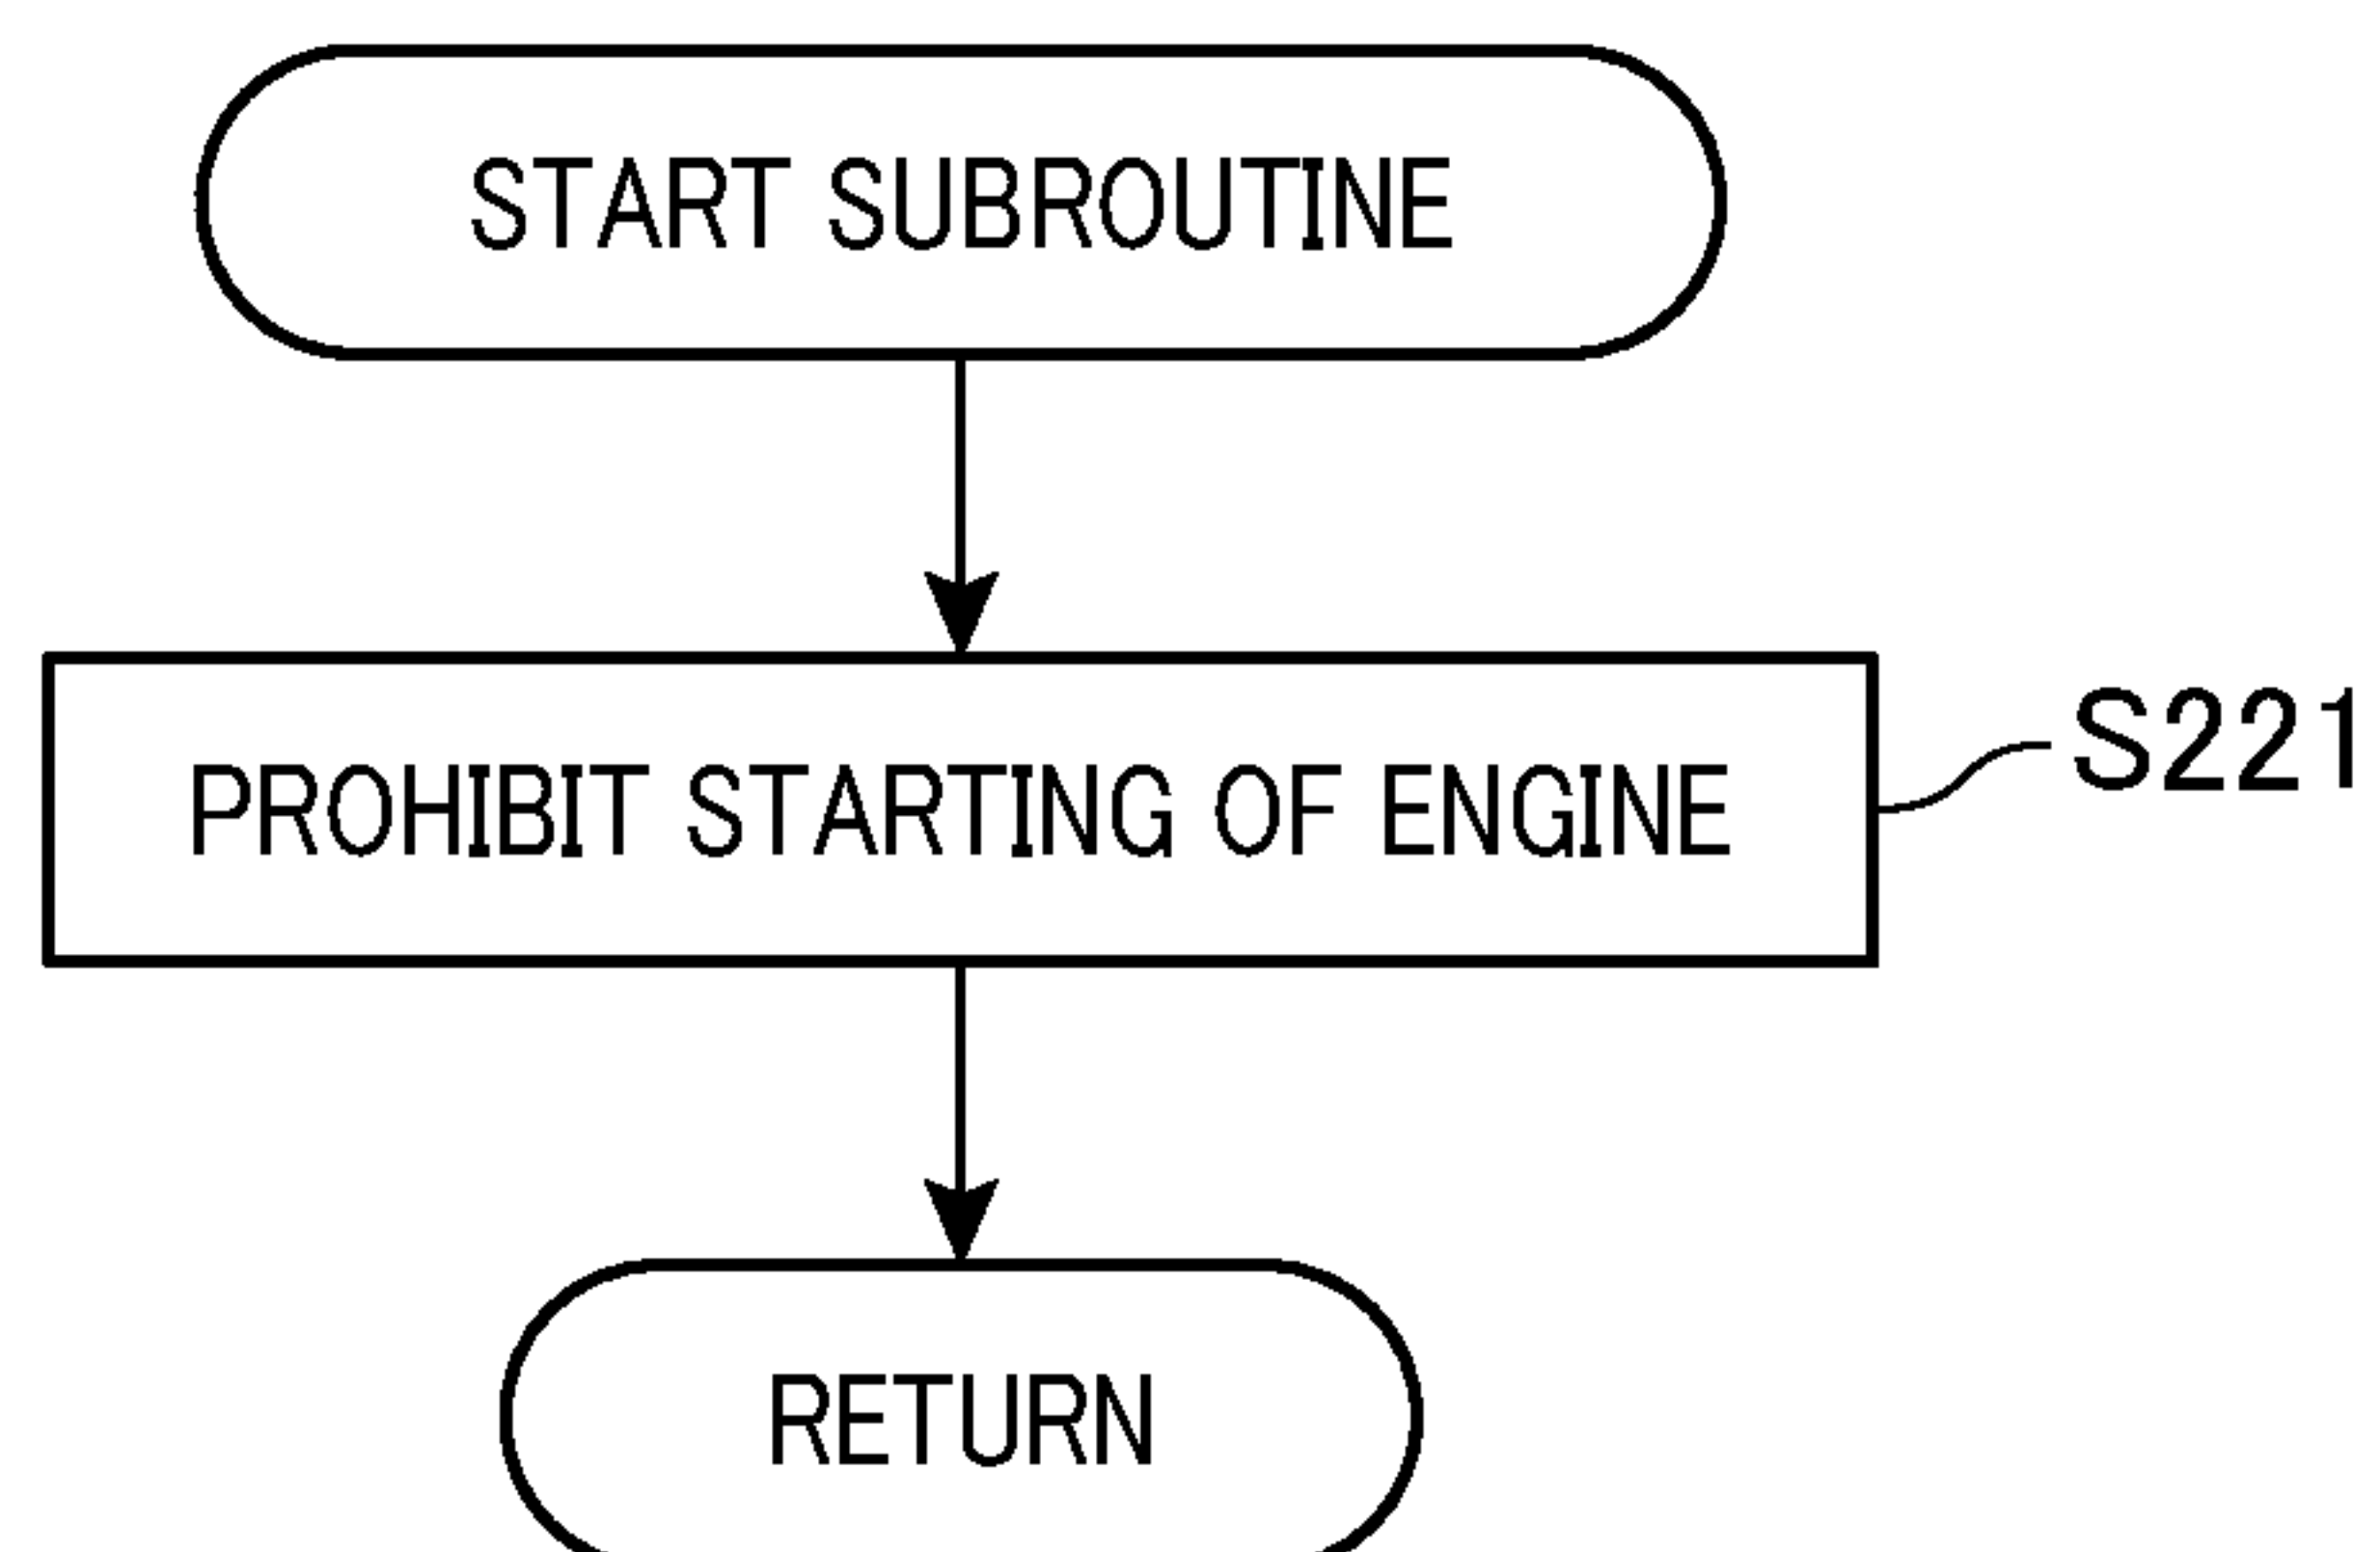 START SUBROUTINE
PROHIBIT STARTING OF ENGINE
S221
RETURN